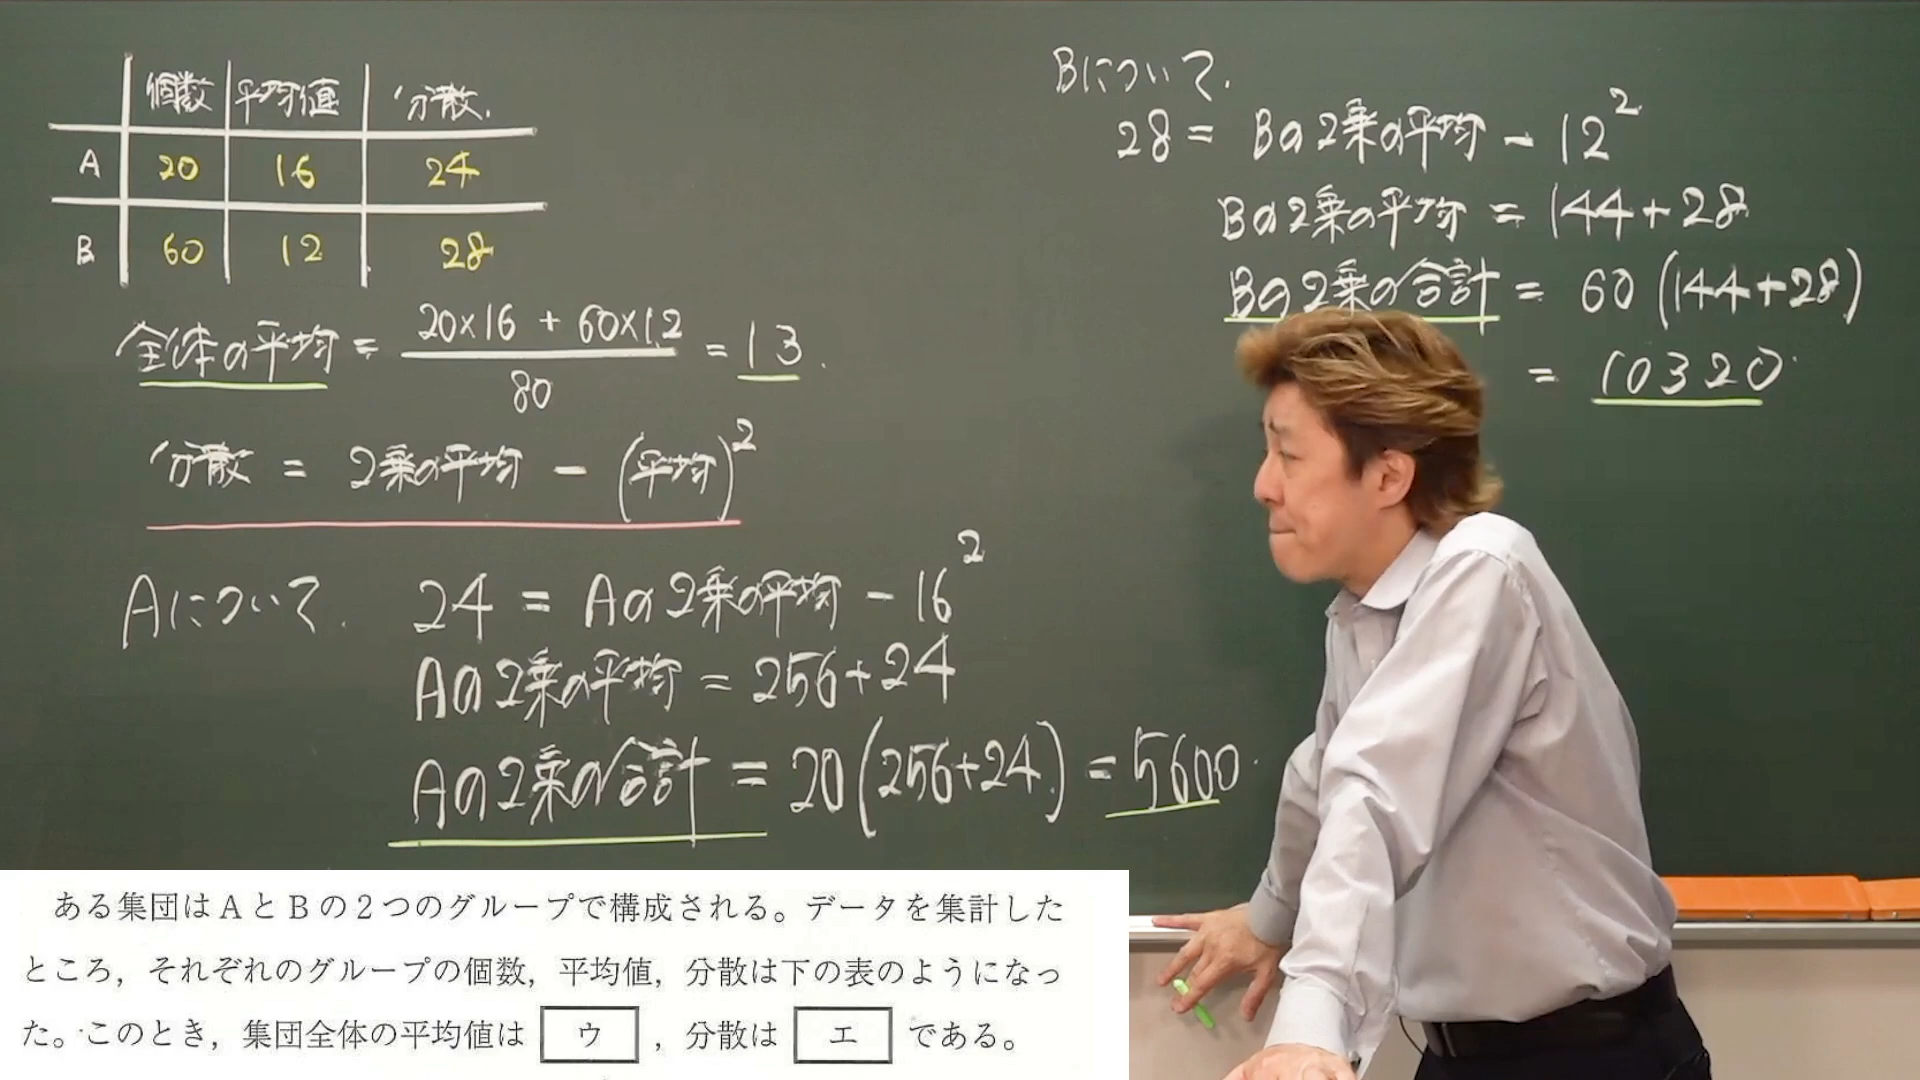 個数 平均値 分散.
A 20 16 24
B 60 12 28
全体の平均 = (20×16 + 60×12) / 80 = 13.
分散 = 2乗の平均 - (平均)²
Aについて. 24 = Aの2乗の平均 - 16²
Aの2乗の平均 = 256+24
Aの2乗の合計 = 20(256+24) = 5600.
Bについて.
28 = Bの2乗の平均 - 12²
Bの2乗の平均 = 144+28
Bの2乗の合計 = 60(144+28)
= 10320.
ある集団はAとBの2つのグループで構成される。データを集計した
ところ，それぞれのグループの個数，平均値，分散は下の表のようになっ
た。このとき，集団全体の平均値は ウ ，分散は エ である。